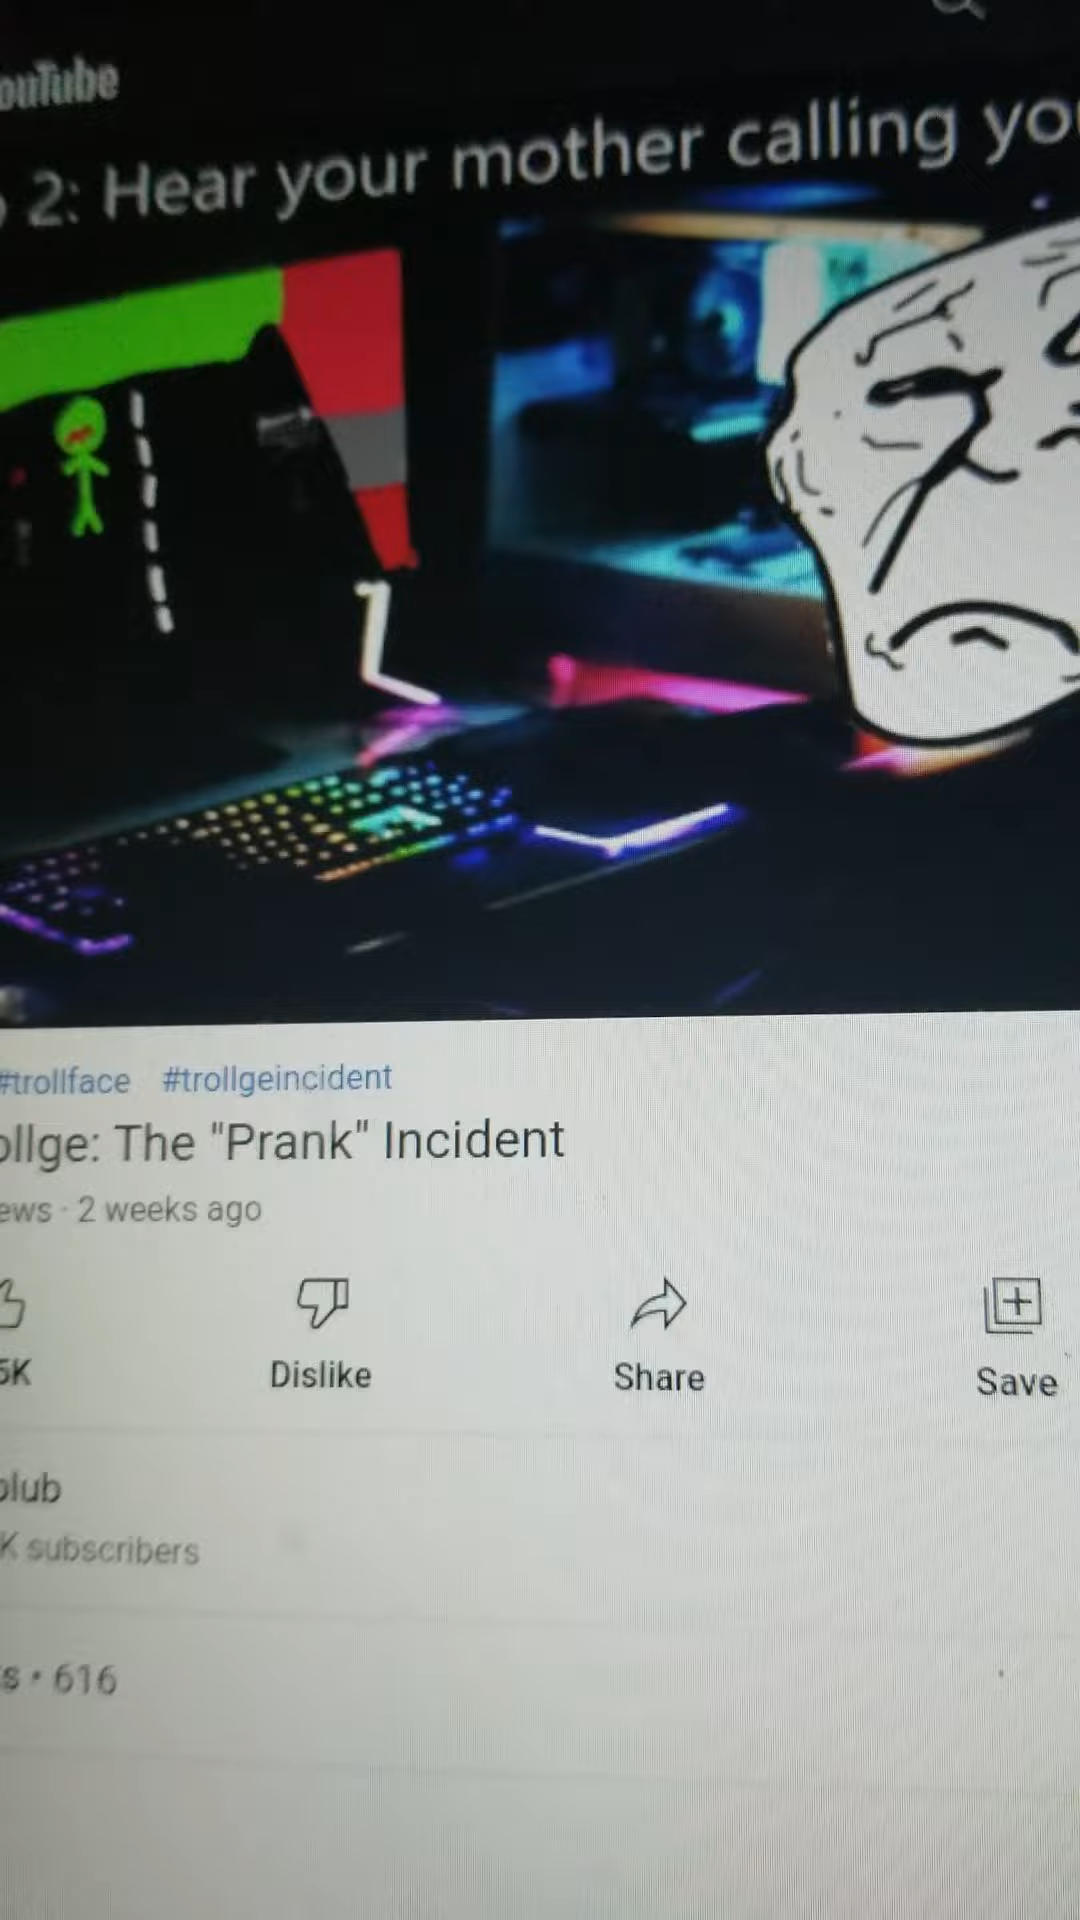 ouTube
2: Hear your mother calling yo
#trollface #trollgeincident
ollge: The "Prank" Incident
ews · 2 weeks ago
5K
Dislike
Share
Save
olub
K subscribers
s • 616